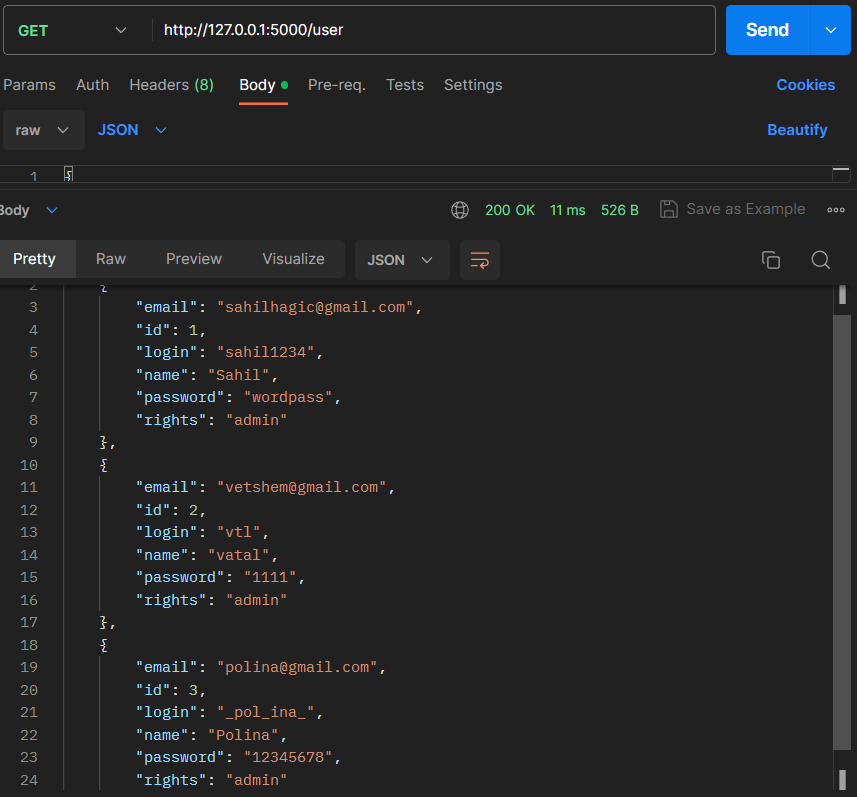 GET http://127.0.0.1:5000/user Send
Params Auth Headers (8) Body Pre-req. Tests Settings Cookies
raw JSON Beautify
1 {
Body 200 OK 11 ms 526 B Save as Example
Pretty Raw Preview Visualize JSON
2 {
3 "email": "sahilhagic@gmail.com",
4 "id": 1,
5 "login": "sahil1234",
6 "name": "Sahil",
7 "password": "wordpass",
8 "rights": "admin"
9 },
10 {
11 "email": "vetshem@gmail.com",
12 "id": 2,
13 "login": "vtl",
14 "name": "vatal",
15 "password": "1111",
16 "rights": "admin"
17 },
18 {
19 "email": "polina@gmail.com",
20 "id": 3,
21 "login": "_pol_ina_",
22 "name": "Polina",
23 "password": "12345678",
24 "rights": "admin"